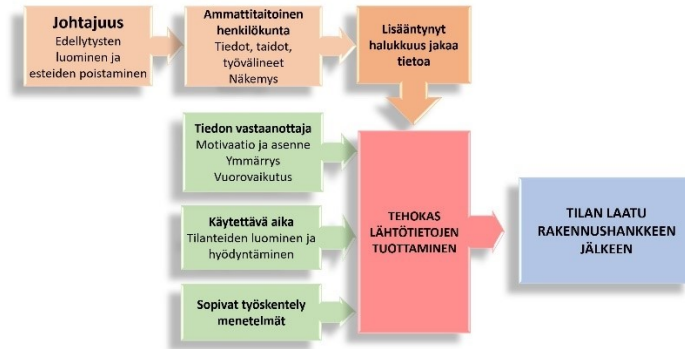 Johtajuus
Edellytysten
luominen ja
esteiden poistaminen
Ammattitaitoinen
henkilökunta
Tiedot, taidot,
työvälineet
Näkemys
Lisääntynyt
halukkuus jakaa
tietoa
Tiedon vastaanottaja
Motivaatio ja asenne
Ymmärrys
Vuorovaikutus
Käytettävä aika
Tilanteiden luominen ja
hyödyntäminen
Sopivat työskentely
menetelmät
TEHOKAS
LÄHTÖTIETOJEN
TUOTTAMINEN
TILAN LAATU
RAKENNUSHANKKEEN
JÄLKEEN